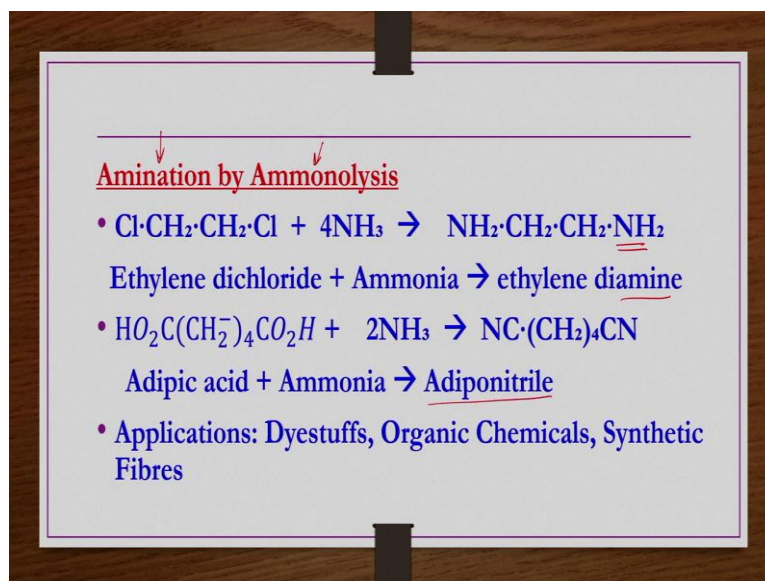 Amination by Ammonolysis
• Cl·CH₂·CH₂·Cl + 4NH₃ → NH₂·CH₂·CH₂·NH₂
Ethylene dichloride + Ammonia → ethylene diamine
• HO₂C(CH₂⁻)₄CO₂H + 2NH₃ → NC·(CH₂)₄CN
Adipic acid + Ammonia → Adiponitrile
• Applications: Dyestuffs, Organic Chemicals, Synthetic
Fibres